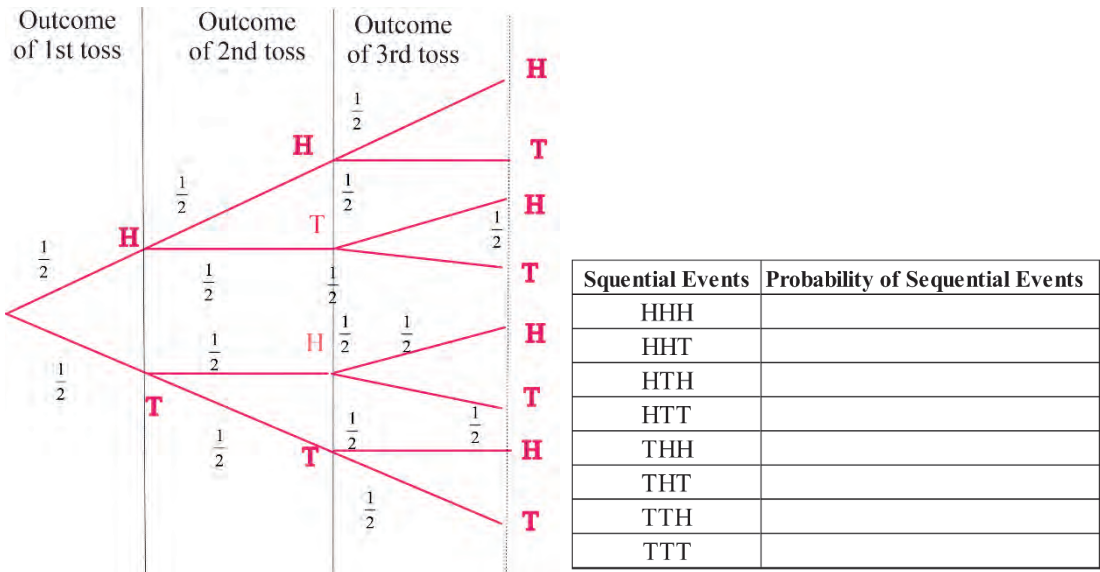 Outcome of 1st toss
Outcome of 2nd toss
Outcome of 3rd toss
H
1/2
H
T
1/2
1/2
H
T
1/2
H
1/2
1/2
T
1/2
1/2
1/2
1/2
1/2
H
H
1/2
T
T
1/2
1/2
H
1/2
T
1/2
T
Squential Events Probability of Sequential Events
HHH
HHT
HTH
HTT
THH
THT
TTH
TTT